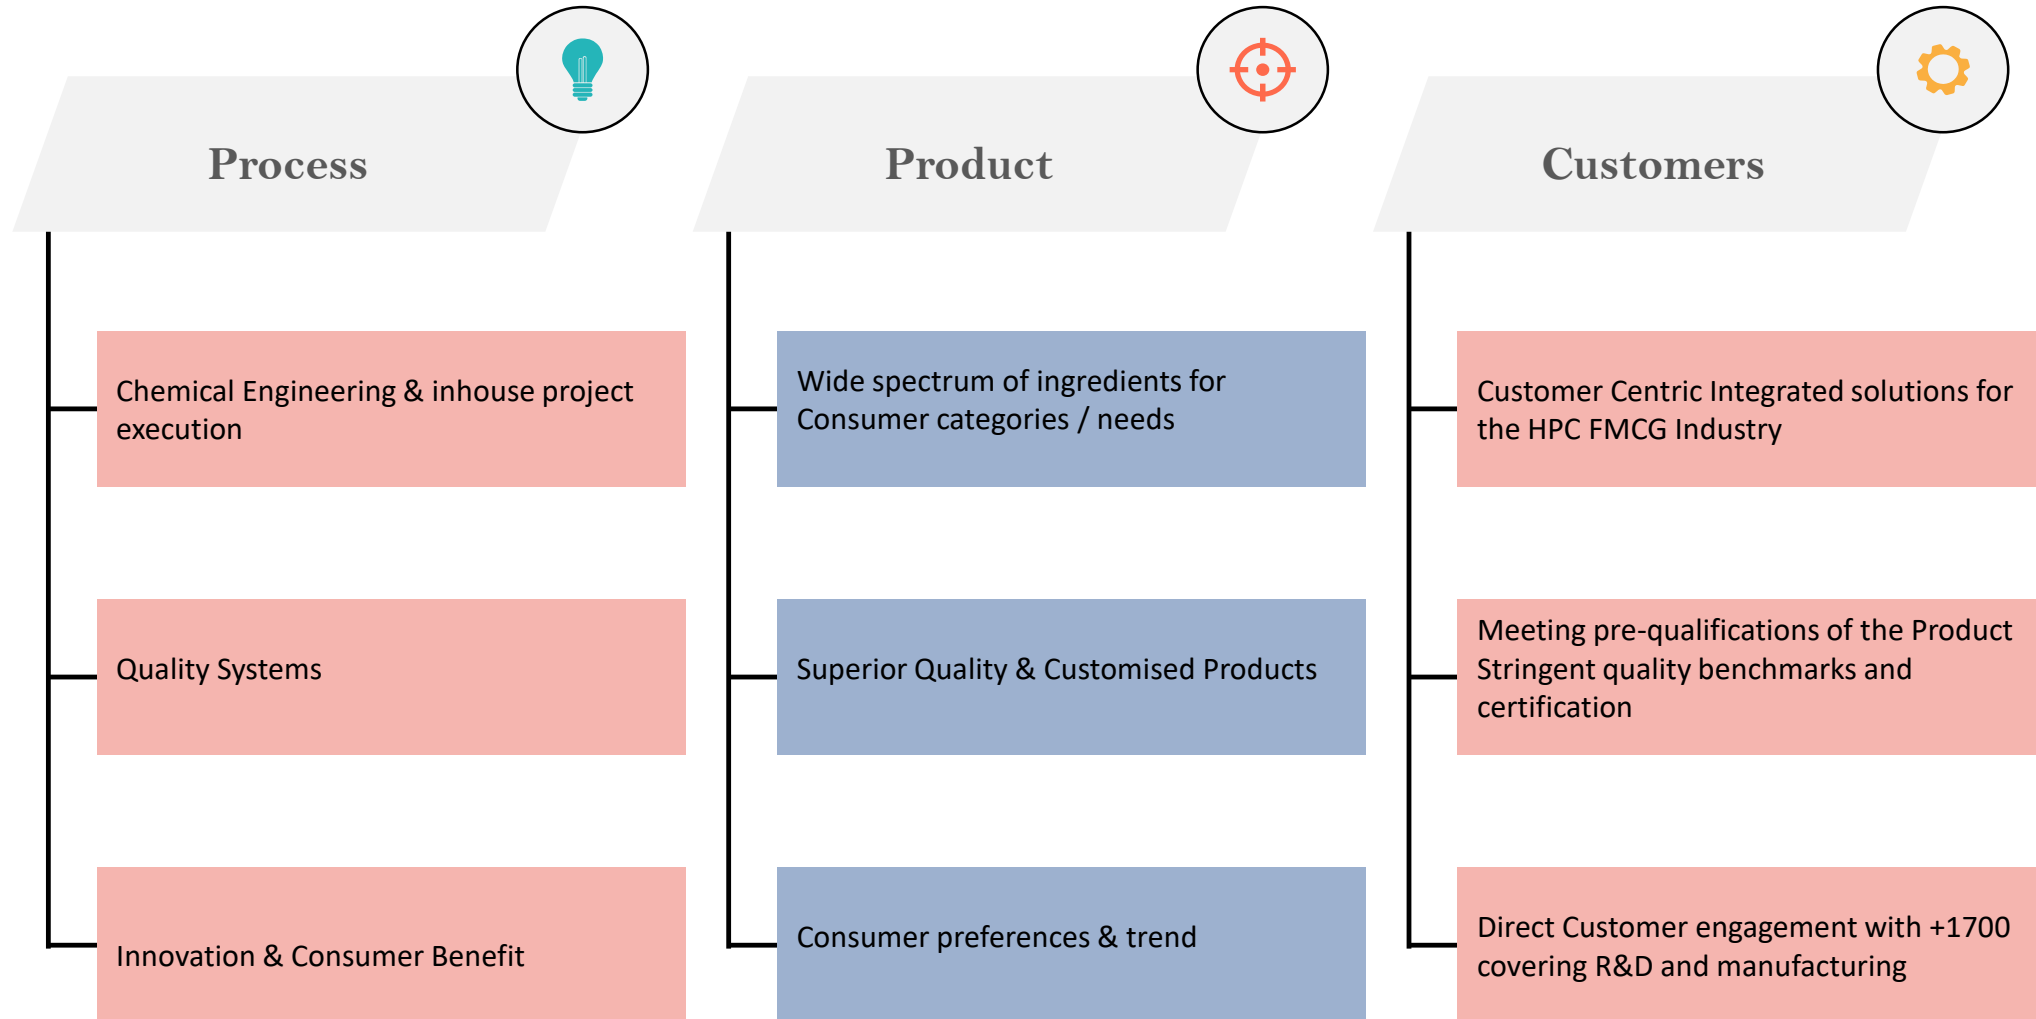 Process
Chemical Engineering & inhouse project
execution
Quality Systems
Innovation & Consumer Benefit
Product
Wide spectrum of ingredients for
Consumer categories / needs
Superior Quality & Customised Products
Consumer preferences & trend
Customers
Customer Centric Integrated solutions for
the HPC FMCG Industry
Meeting pre-qualifications of the Product
Stringent quality benchmarks and
certification
Direct Customer engagement with +1700
covering R&D and manufacturing